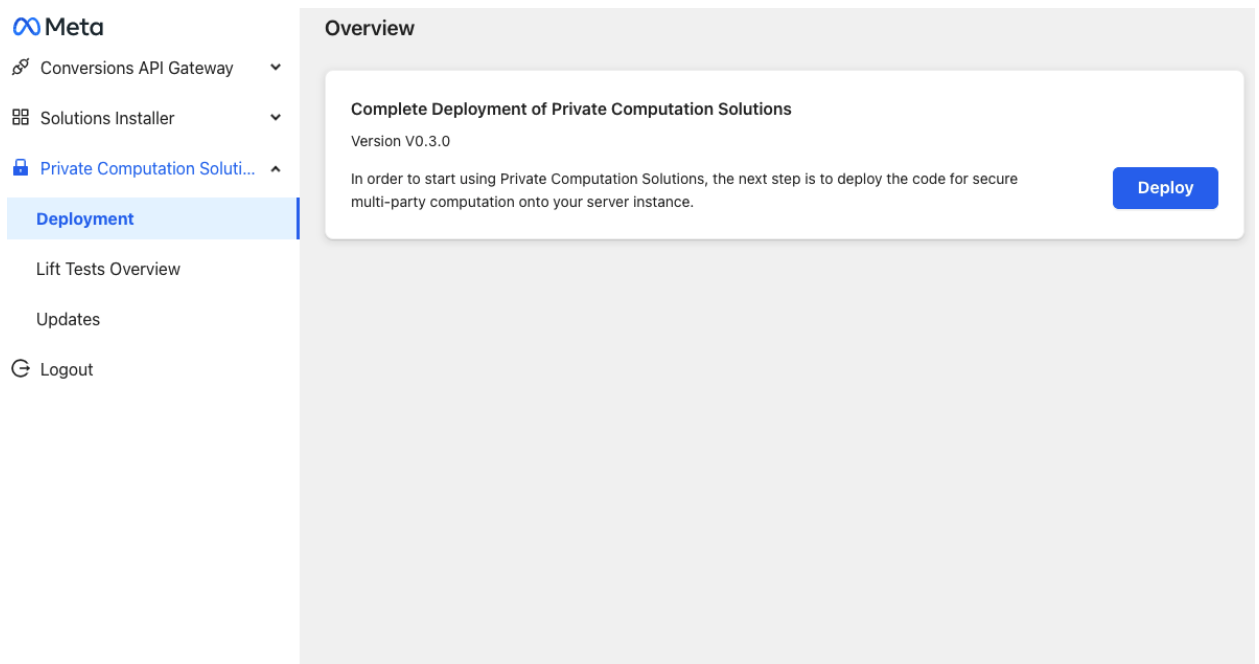 Meta
Conversions API Gateway
Solutions Installer
Private Computation Soluti...
Deployment
Lift Tests Overview
Updates
Logout
Overview
Complete Deployment of Private Computation Solutions
Version V0.3.0
In order to start using Private Computation Solutions, the next step is to deploy the code for secure
multi-party computation onto your server instance.
Deploy